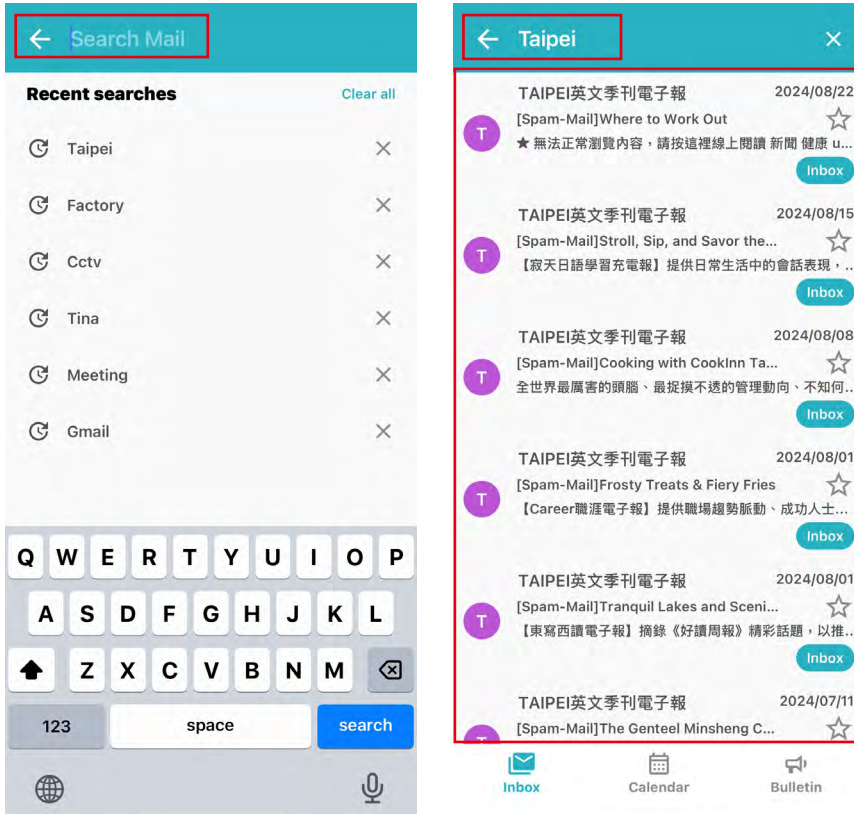 Search Mail
Recent searches
Clear all
Taipei
Factory
Cctv
Tina
Meeting
Gmail
Q W E R T Y U I O P
A S D F G H J K L
Z X C V B N M
123 space search
Taipei
TAIPEI英文季刊電子報 2024/08/22
T
[Spam-Mail]Where to Work Out
★ 無法正常瀏覽內容，請按這裡線上閱讀 新聞 健康 u...
Inbox
TAIPEI英文季刊電子報 2024/08/15
T
[Spam-Mail]Stroll, Sip, and Savor the...
【寂天日語學習充電報】提供日常生活中的會話表現，..
Inbox
TAIPEI英文季刊電子報 2024/08/08
T
[Spam-Mail]Cooking with CookInn Ta...
全世界最厲害的頭腦、最捉摸不透的管理動向、不知何..
Inbox
TAIPEI英文季刊電子報 2024/08/01
T
[Spam-Mail]Frosty Treats & Fiery Fries
【Career職涯電子報】提供職場趨勢脈動、成功人士...
Inbox
TAIPEI英文季刊電子報 2024/08/01
T
[Spam-Mail]Tranquil Lakes and Sceni...
【東寫西讀電子報】摘錄《好讀周報》精彩話題，以推..
Inbox
TAIPEI英文季刊電子報 2024/07/11
T
[Spam-Mail]The Genteel Minsheng C...
Inbox Calendar Bulletin